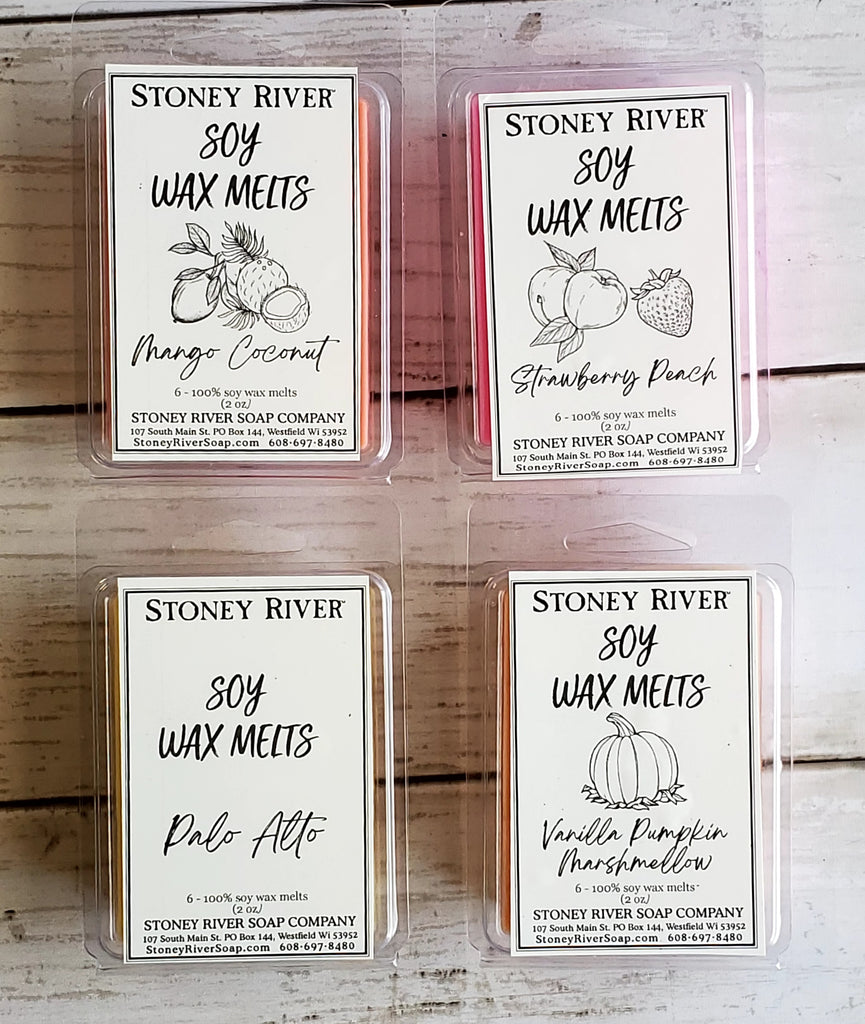 STONEY RIVER™
SOY
WAX MELTS
Mango Coconut
6 - 100% soy wax melts
(2 oz)
STONEY RIVER SOAP COMPANY
107 South Main St. PO Box 144, Westfield Wi 53952
StoneyRiverSoap.com 608-697-8480
STONEY RIVER™
SOY
WAX MELTS
Strawberry Peach
6 - 100% soy wax melts
(2 oz)
STONEY RIVER SOAP COMPANY
107 South Main St. PO Box 144, Westfield Wi 53952
StoneyRiverSoap.com 608-697-8480
STONEY RIVER™
SOY
WAX MELTS
Palo Alto
6 - 100% soy wax melts
(2 oz)
STONEY RIVER SOAP COMPANY
107 South Main St. PO Box 144, Westfield Wi 53952
StoneyRiverSoap.com 608-697-8480
STONEY RIVER™
SOY
WAX MELTS
Vanilla Pumpkin
Marshmellow
6 - 100% soy wax melts
(2 oz)
STONEY RIVER SOAP COMPANY
107 South Main St. PO Box 144, Westfield Wi 53952
StoneyRiverSoap.com 608-697-8480